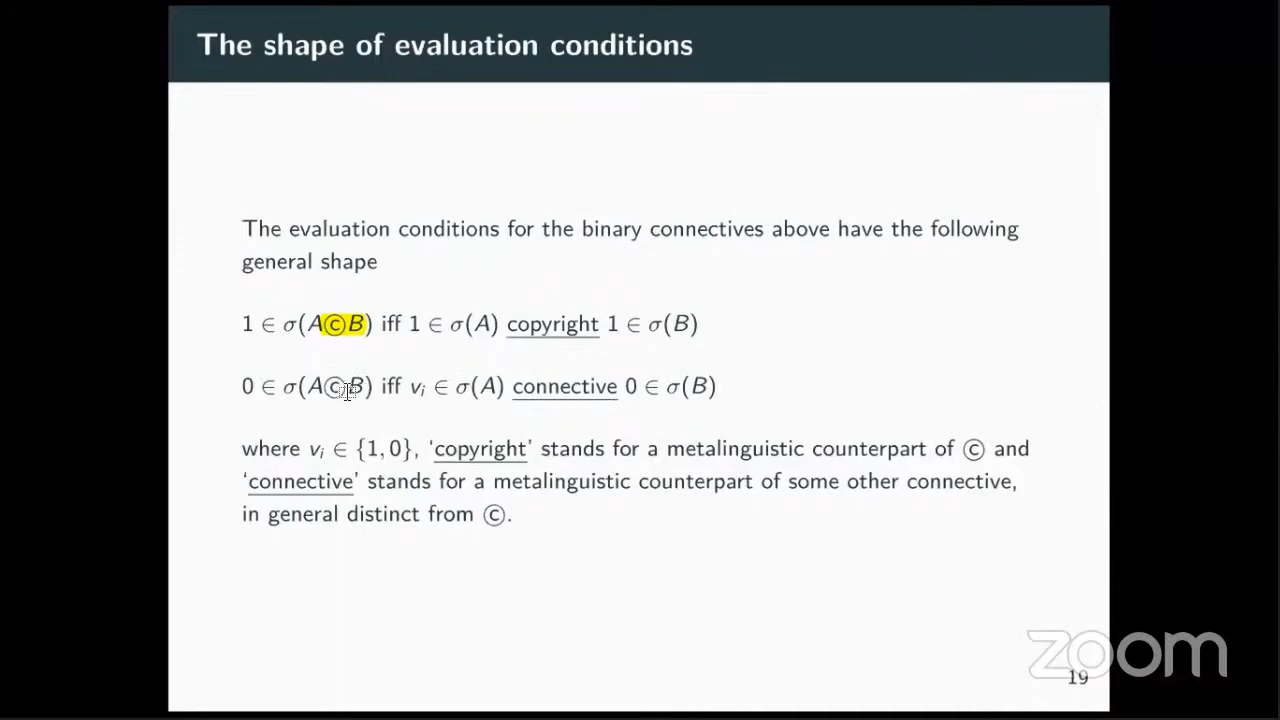 The shape of evaluation conditions
The evaluation conditions for the binary connectives above have the following
general shape
1 ∈ σ(A©B) iff 1 ∈ σ(A) copyright 1 ∈ σ(B)
0 ∈ σ(A©B) iff vᵢ ∈ σ(A) connective 0 ∈ σ(B)
where vᵢ ∈ {1, 0}, ‘copyright’ stands for a metalinguistic counterpart of © and
‘connective’ stands for a metalinguistic counterpart of some other connective,
in general distinct from ©.
zoom
19